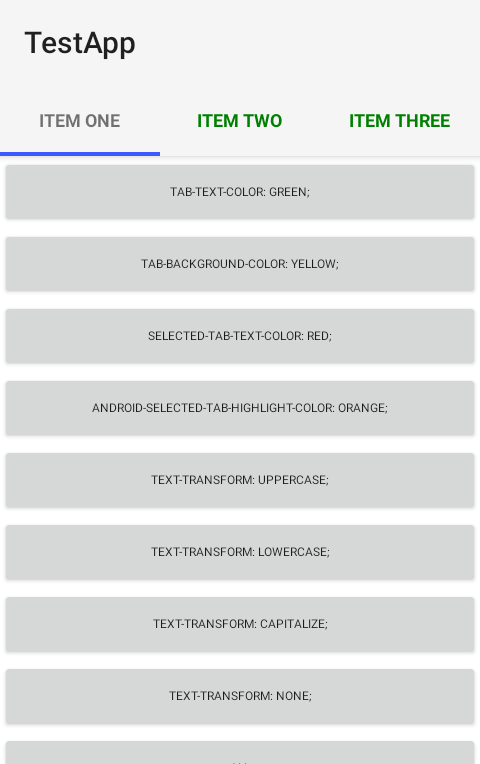 TestApp
ITEM ONE
ITEM TWO
ITEM THREE
TAB-TEXT-COLOR: GREEN;
TAB-BACKGROUND-COLOR: YELLOW;
SELECTED-TAB-TEXT-COLOR: RED;
ANDROID-SELECTED-TAB-HIGHLIGHT-COLOR: ORANGE;
TEXT-TRANSFORM: UPPERCASE;
TEXT-TRANSFORM: LOWERCASE;
TEXT-TRANSFORM: CAPITALIZE;
TEXT-TRANSFORM: NONE;